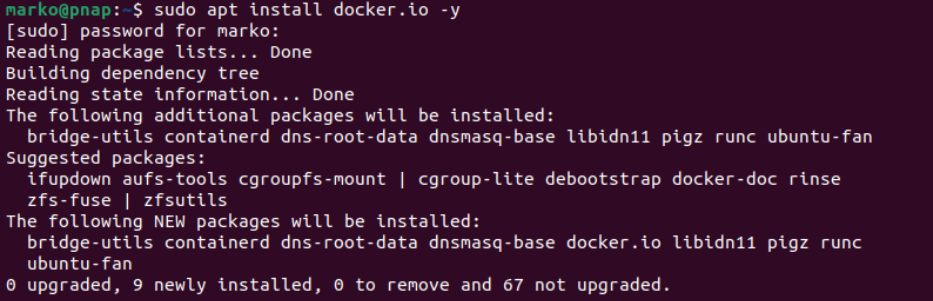 marko@pnap:~$ sudo apt install docker.io -y
[sudo] password for marko:
Reading package lists... Done
Building dependency tree
Reading state information... Done
The following additional packages will be installed:
  bridge-utils containerd dns-root-data dnsmasq-base libidn11 pigz runc ubuntu-fan
Suggested packages:
  ifupdown aufs-tools cgroupfs-mount | cgroup-lite debootstrap docker-doc rinse
  zfs-fuse | zfsutils
The following NEW packages will be installed:
  bridge-utils containerd dns-root-data dnsmasq-base docker.io libidn11 pigz runc
  ubuntu-fan
0 upgraded, 9 newly installed, 0 to remove and 67 not upgraded.